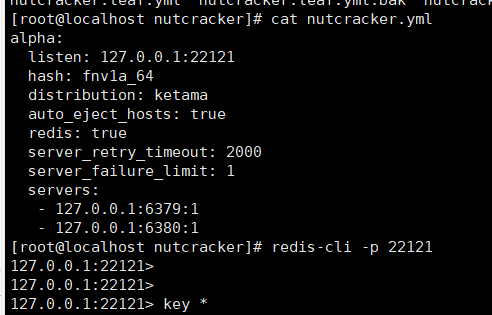 nutcracker.leaf.yml  nutcracker.leaf.yml.bak
[root@localhost nutcracker]# cat nutcracker.yml
alpha:
  listen: 127.0.0.1:22121
  hash: fnv1a_64
  distribution: ketama
  auto_eject_hosts: true
  redis: true
  server_retry_timeout: 2000
  server_failure_limit: 1
  servers:
   - 127.0.0.1:6379:1
   - 127.0.0.1:6380:1
[root@localhost nutcracker]# redis-cli -p 22121
127.0.0.1:22121>
127.0.0.1:22121>
127.0.0.1:22121> key *